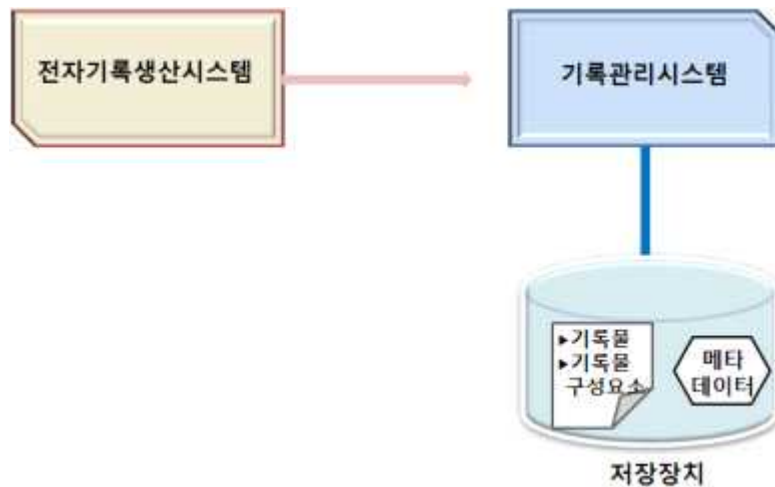 전자기록생산시스템
기록관리시스템
▸기록물
▸기록물
구성요소
메타
데이터
저장장치